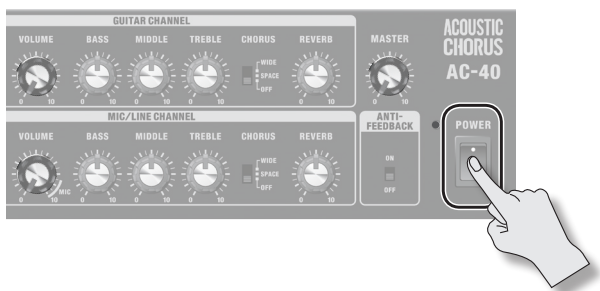 GUITAR CHANNEL
VOLUME BASS MIDDLE TREBLE CHORUS REVERB MASTER
WIDE
SPACE
OFF
0 10 0 10 0 10 0 10 0 10 0 10
ACOUSTIC
CHORUS
AC-40
MIC/LINE CHANNEL
VOLUME BASS MIDDLE TREBLE CHORUS REVERB
WIDE
SPACE
OFF
MIC
0 10 0 10 0 10 0 10 0 10
ANTI-
FEEDBACK
ON
OFF
POWER